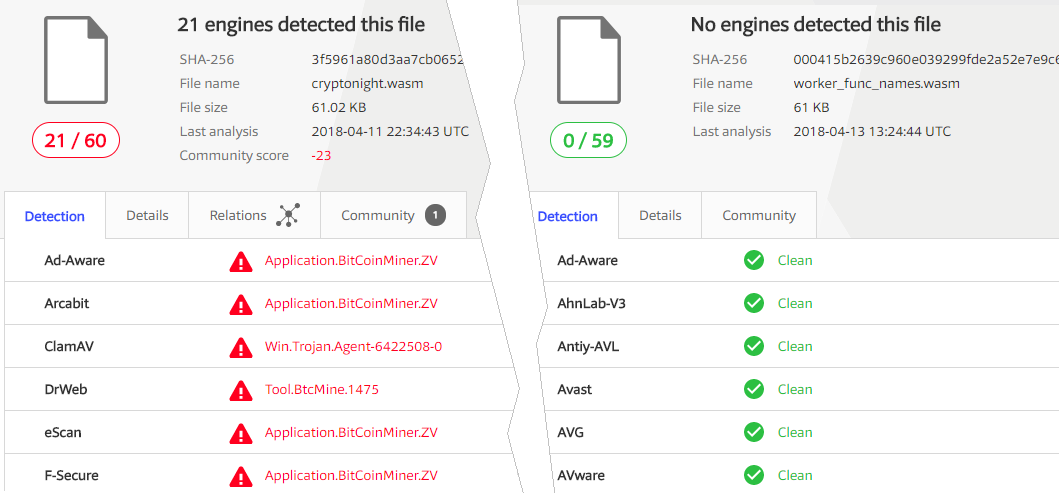 21 engines detected this file
SHA-256 3f5961a80d3aa7cb0652
File name cryptonight.wasm
File size 61.02 KB
Last analysis 2018-04-11 22:34:43 UTC
Community score -23
21 / 60
Detection Details Relations Community 1
Ad-Aware Application.BitCoinMiner.ZV
Arcabit Application.BitCoinMiner.ZV
ClamAV Win.Trojan.Agent-6422508-0
DrWeb Tool.BtcMine.1475
eScan Application.BitCoinMiner.ZV
F-Secure Application.BitCoinMiner.ZV
No engines detected this file
SHA-256 000415b2639c960e039299fde2a52e7e9c6
File name worker_func_names.wasm
File size 61 KB
Last analysis 2018-04-13 13:24:44 UTC
0 / 59
Detection Details Community
Ad-Aware Clean
AhnLab-V3 Clean
Antiy-AVL Clean
Avast Clean
AVG Clean
AVware Clean